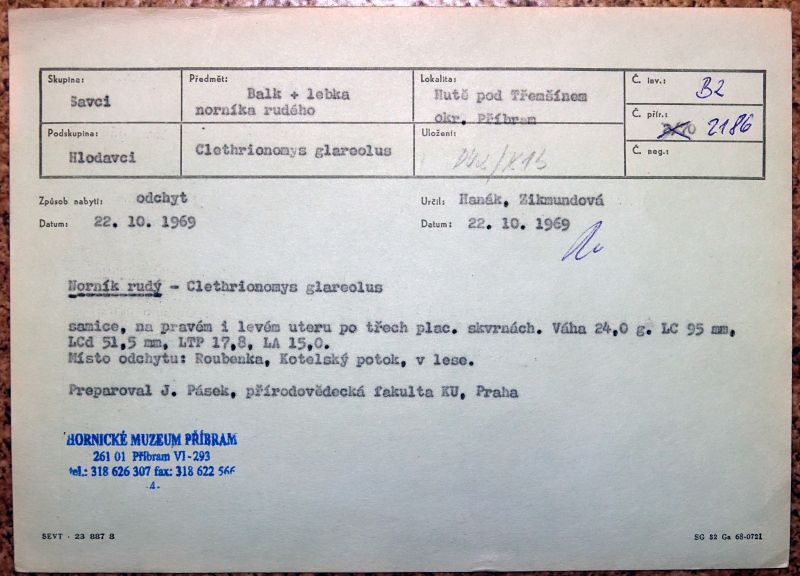 Skupina:
Savci
Předmět:
Balk + lebka
norníka rudého
Lokalita:
Hutě pod Třemšínem
okr. Příbram
Č. inv.: B2
Č. přír.: 2186
Podskupina:
Hlodavci
Clethrionomys glareolus
Uložení:
Č. neg.:
Způsob nabytí: odchyt
Určil: Hanák, Zikmundová
Datum: 22. 10. 1969
Datum: 22. 10. 1969
Norník rudý - Clethrionomys glareolus
samice, na pravém i levém uteru po třech plac. skvrnách. Váha 24,0 g. LC 95 mm,
LCd 51,5 mm, LTP 17,8, LA 15,0.
Místo odchytu: Roubenka, Kotelský potok, v lese.
Preparoval J. Pásek, přírodovědecká fakulta KU, Praha
HORNICKÉ MUZEUM PŘÍBRAM
261 01 Příbram VI - 293
tel.: 318 626 307 fax: 318 622 566
-4-
SEVT - 23 887 8
SG 82 Ga 68-0721